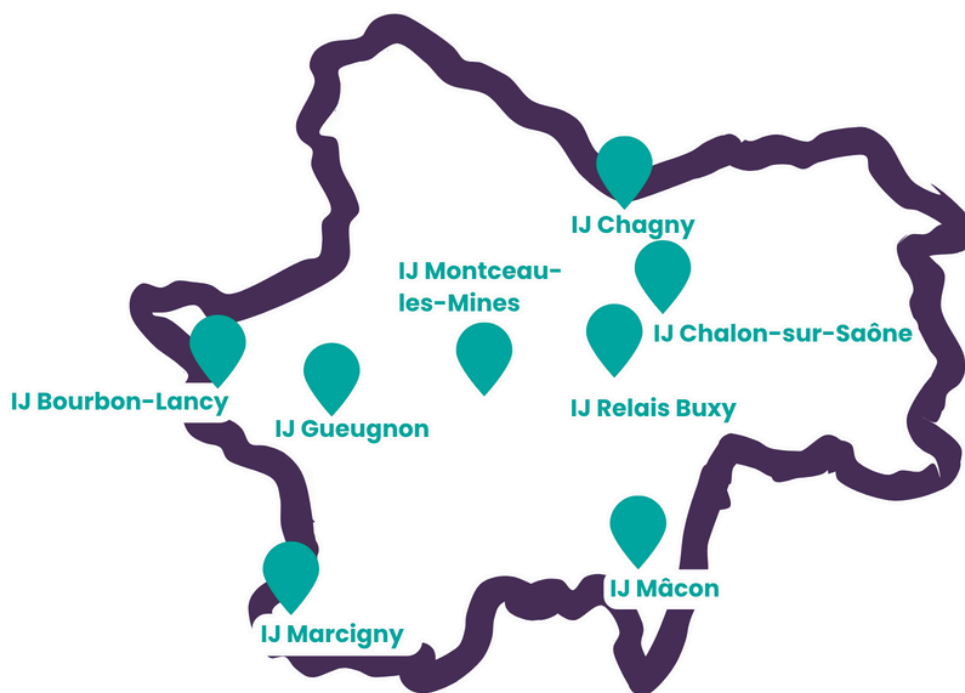 IJ Chagny
IJ Montceau-
les-Mines
IJ Chalon-sur-Saône
IJ Bourbon-Lancy
IJ Gueugnon
IJ Relais Buxy
IJ Mâcon
IJ Marcigny